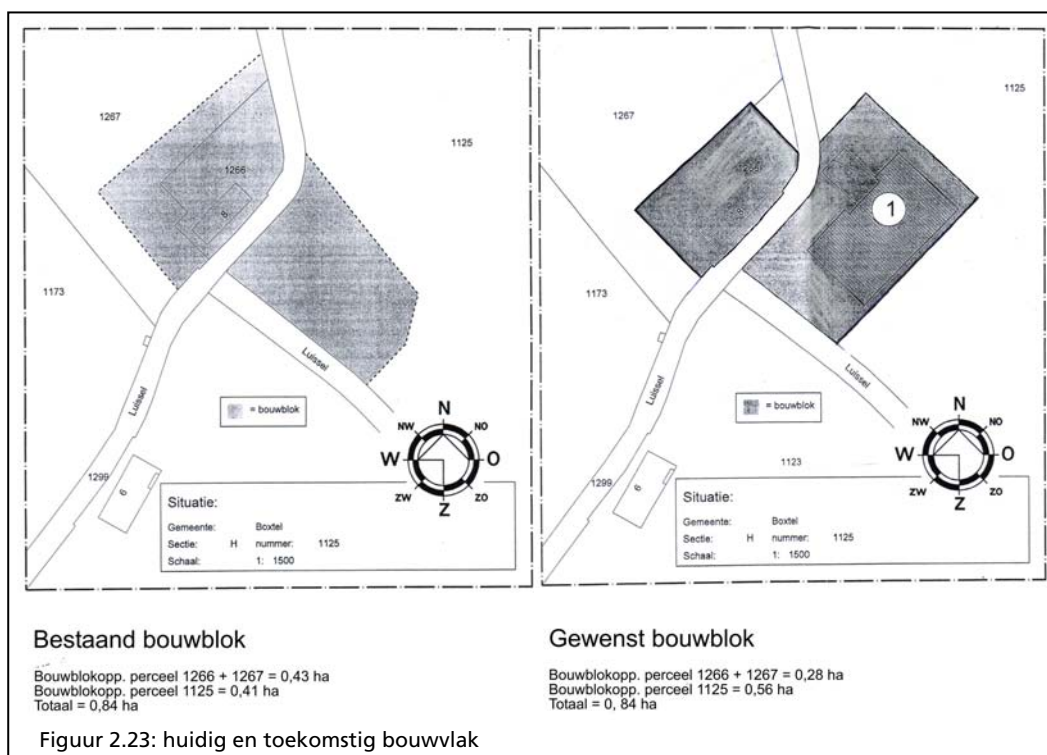 1267
1125
1266
8
1173
Luissel
Luissel
= bouwblok
N
NW
NO
W
O
ZW
ZO
Z
1299
6
Situatie:
Gemeente: Boxtel
Sectie: H nummer: 1125
Schaal: 1: 1500
Bestaand bouwblok
Bouwblokopp. perceel 1266 + 1267 = 0,43 ha
Bouwblokopp. perceel 1125 = 0,41 ha
Totaal = 0,84 ha
1125
1267
1
1173
Luissel
Luissel
= bouwblok
N
NW
NO
W
O
ZW
ZO
Z
1123
1299
6
Situatie:
Gemeente: Boxtel
Sectie: H nummer: 1125
Schaal: 1: 1500
Gewenst bouwblok
Bouwblokopp. perceel 1266 + 1267 = 0,28 ha
Bouwblokopp. perceel 1125 = 0,56 ha
Totaal = 0, 84 ha
Figuur 2.23: huidig en toekomstig bouwvlak